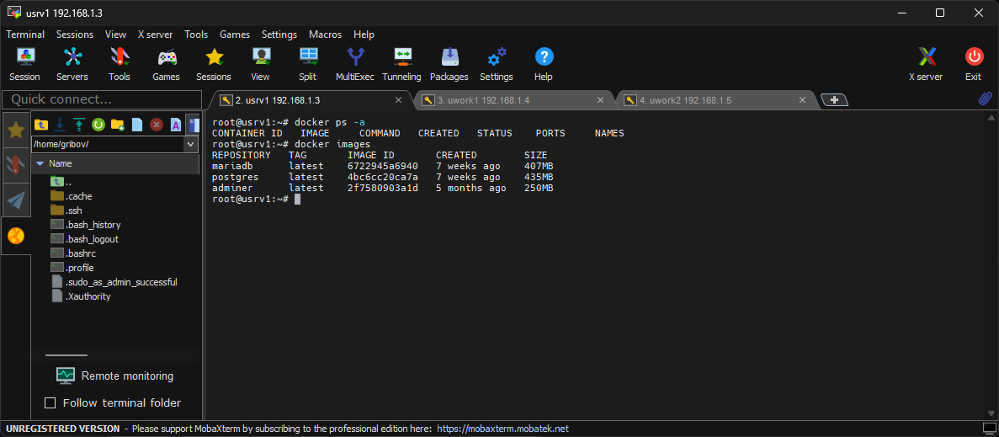 usrv1 192.168.1.3
Terminal Sessions View X server Tools Games Settings Macros Help
Session Servers Tools Games Sessions View Split MultiExec Tunneling Packages Settings Help X server Exit
Quick connect...
2. usrv1 192.168.1.3
3. uwork1 192.168.1.4
4. uwork2 192.168.1.5
/home/gribov/
Name
..
.cache
.ssh
.bash_history
.bash_logout
.bashrc
.profile
.sudo_as_admin_successful
.Xauthority
Remote monitoring
Follow terminal folder
root@usrv1:~# docker ps -a
CONTAINER ID   IMAGE     COMMAND   CREATED   STATUS    PORTS     NAMES
root@usrv1:~# docker images
REPOSITORY   TAG       IMAGE ID       CREATED        SIZE
mariadb      latest    6722945a6940   7 weeks ago    407MB
postgres     latest    4bc6cc20ca7a   7 weeks ago    435MB
adminer      latest    2f7580903a1d   5 months ago   250MB
root@usrv1:~#
UNREGISTERED VERSION - Please support MobaXterm by subscribing to the professional edition here: https://mobaxterm.mobatek.net